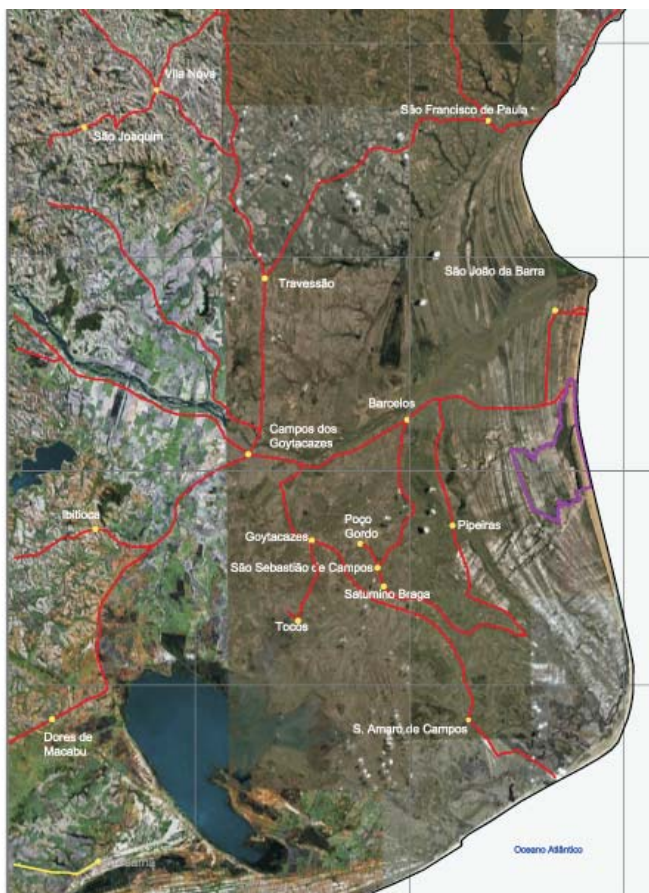 Vila Nova
São Joaquim
São Francisco de Paula
São João da Barra
Travessão
Barcelos
Campos dos
Goytacazes
Ibitioca
Poço
Gordo
Pipeiras
Goytacazes
São Sebastião de Campos
Saturnino Braga
Tocos
S. Amaro de Campos
Dores de
Macabu
Oceano Atlântico